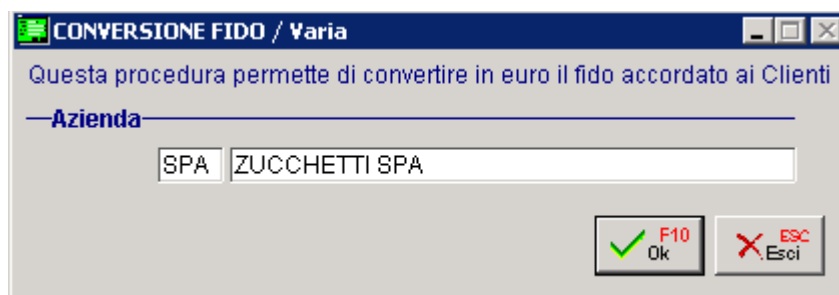 CONVERSIONE FIDO / Varia
Questa procedura permette di convertire in euro il fido accordato ai Clienti
Azienda
SPA ZUCCHETTI SPA
F10 ESC
Ok Esci